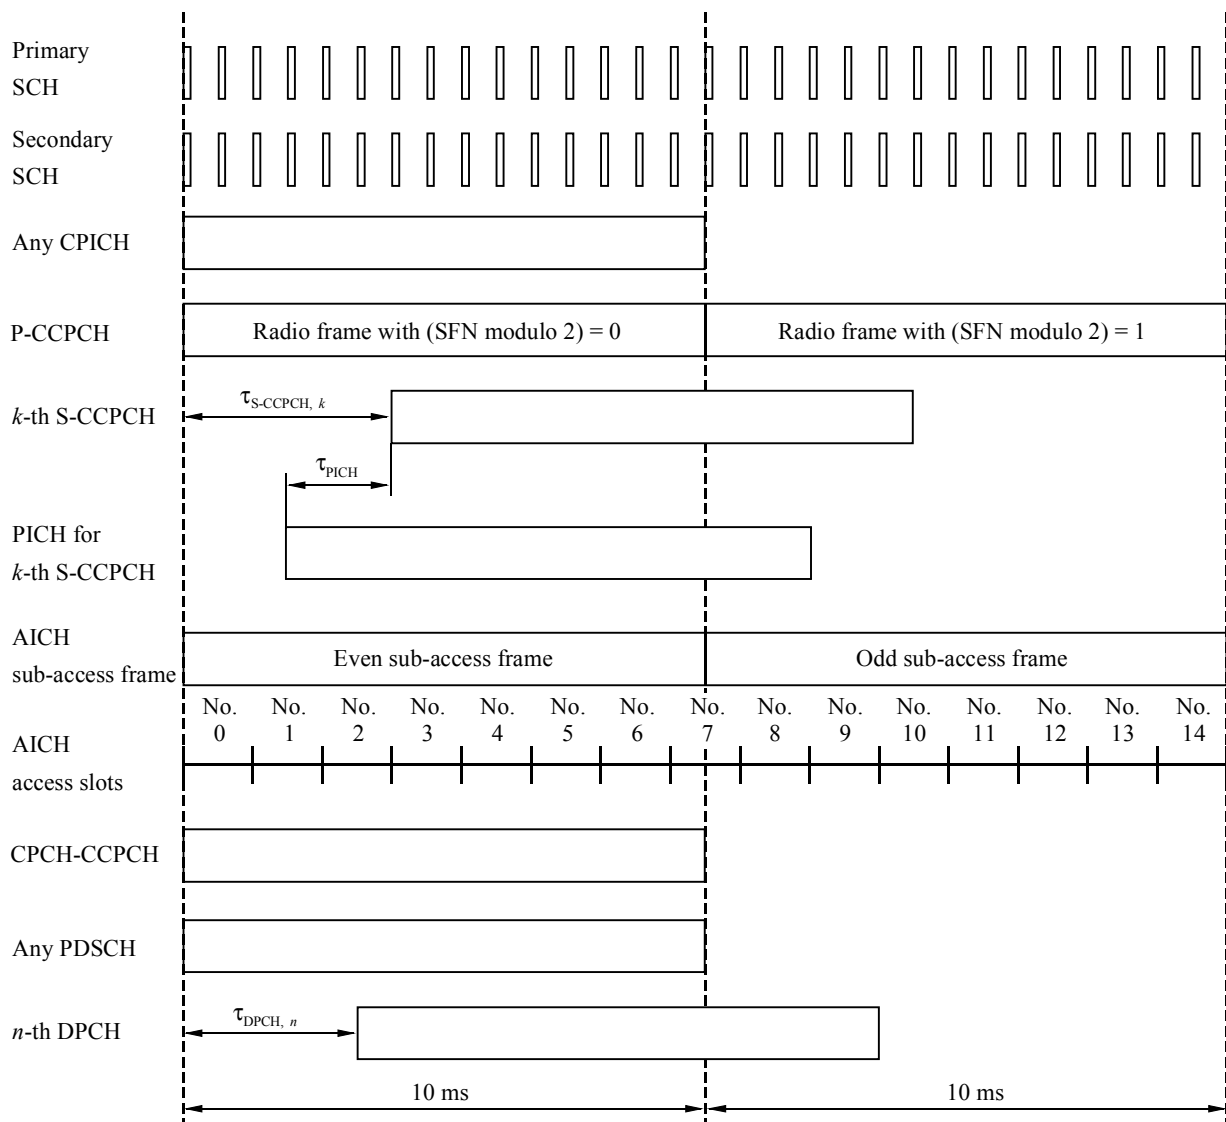 Primary
SCH
Secondary
SCH
Any CPICH
P-CCPCH
Radio frame with (SFN modulo 2) = 0
Radio frame with (SFN modulo 2) = 1
k-th S-CCPCH
τS-CCPCH, k
τPICH
PICH for
k-th S-CCPCH
AICH
sub-access frame
Even sub-access frame
Odd sub-access frame
No. No. No. No. No. No. No. No. No. No. No. No. No. No. No.
0 1 2 3 4 5 6 7 8 9 10 11 12 13 14
AICH
access slots
CPCH-CCPCH
Any PDSCH
n-th DPCH
τDPCH, n
10 ms
10 ms